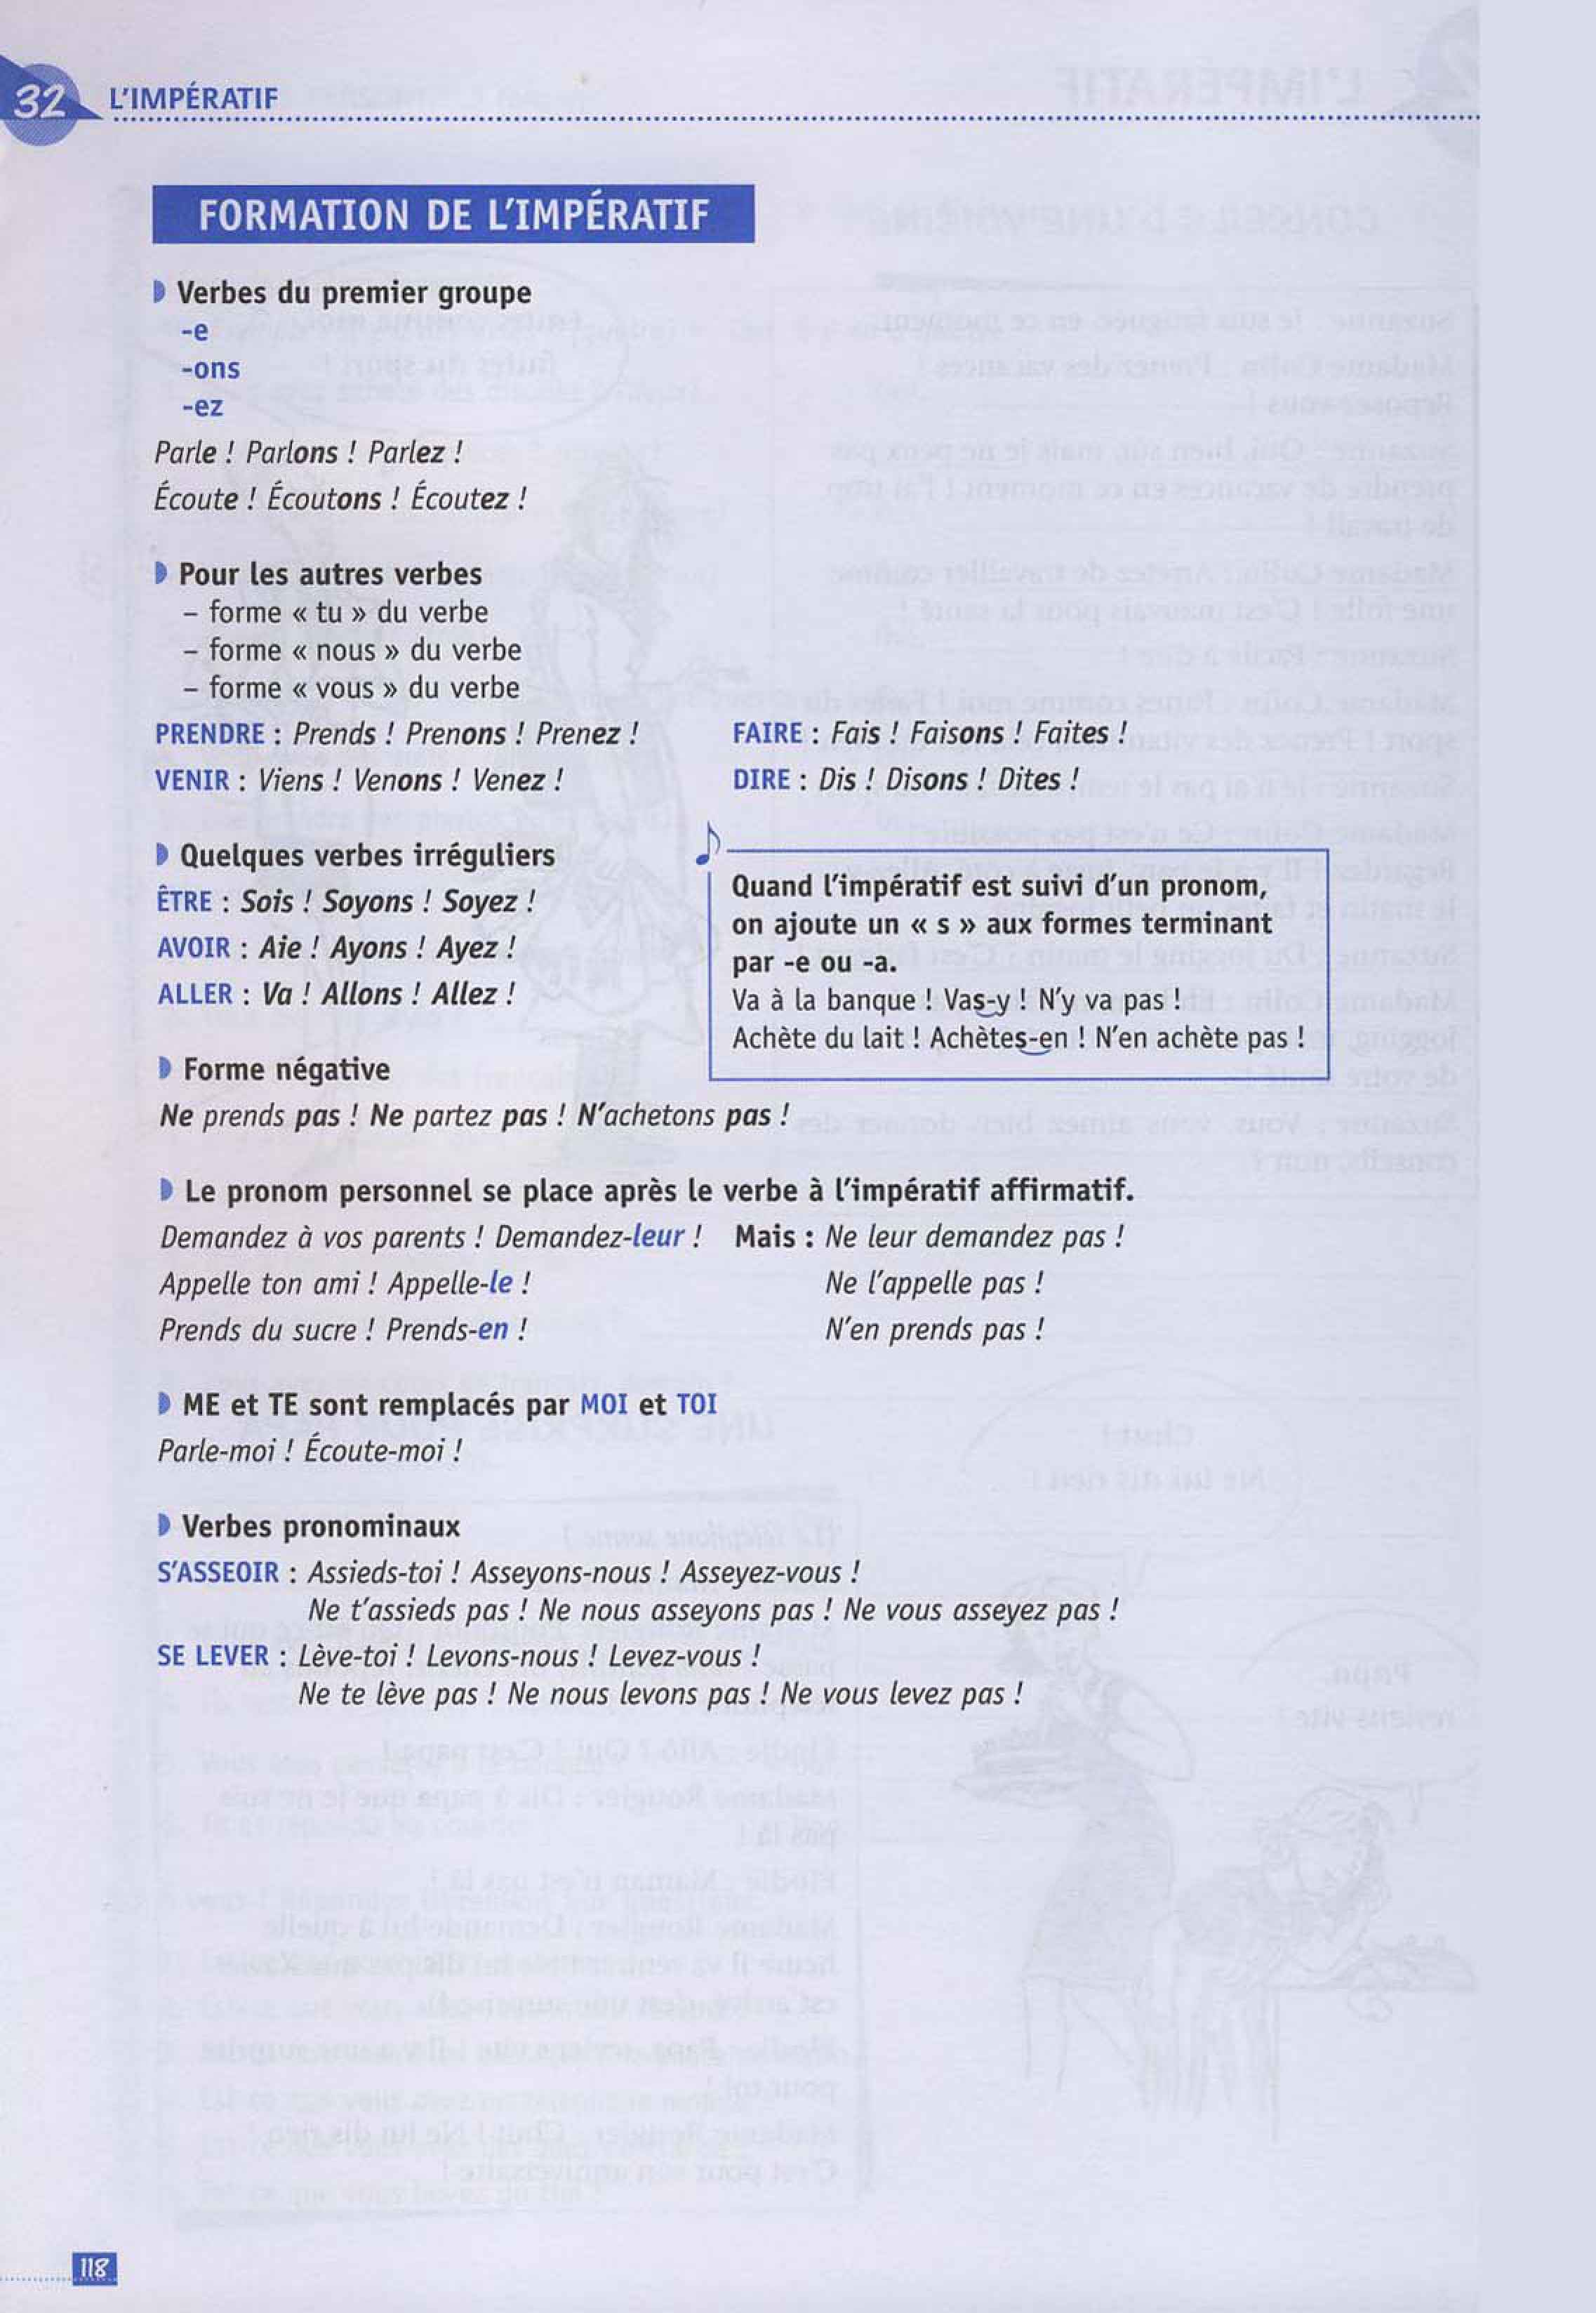 32 L'IMPÉRATIF
FORMATION DE L'IMPÉRATIF
Verbes du premier groupe
-e
-ons
-ez
Parle ! Parlons ! Parlez !
Écoute ! Écoutons ! Écoutez !
Pour les autres verbes
– forme « tu » du verbe
– forme « nous » du verbe
– forme « vous » du verbe
PRENDRE : Prends ! Prenons ! Prenez !
VENIR : Viens ! Venons ! Venez !
FAIRE : Fais ! Faisons ! Faites !
DIRE : Dis ! Disons ! Dites !
Quelques verbes irréguliers
ÊTRE : Sois ! Soyons ! Soyez !
AVOIR : Aie ! Ayons ! Ayez !
ALLER : Va ! Allons ! Allez !
Quand l'impératif est suivi d'un pronom,
on ajoute un « s » aux formes terminant
par -e ou -a.
Va à la banque ! Vas-y ! N'y va pas !
Achète du lait ! Achètes-en ! N'en achète pas !
Forme négative
Ne prends pas ! Ne partez pas ! N'achetons pas !
Le pronom personnel se place après le verbe à l'impératif affirmatif.
Demandez à vos parents ! Demandez-leur ! Mais : Ne leur demandez pas !
Appelle ton ami ! Appelle-le ! Ne l'appelle pas !
Prends du sucre ! Prends-en ! N'en prends pas !
ME et TE sont remplacés par MOI et TOI
Parle-moi ! Écoute-moi !
Verbes pronominaux
S'ASSEOIR : Assieds-toi ! Asseyons-nous ! Asseyez-vous !
Ne t'assieds pas ! Ne nous asseyons pas ! Ne vous asseyez pas !
SE LEVER : Lève-toi ! Levons-nous ! Levez-vous !
Ne te lève pas ! Ne nous levons pas ! Ne vous levez pas !
118